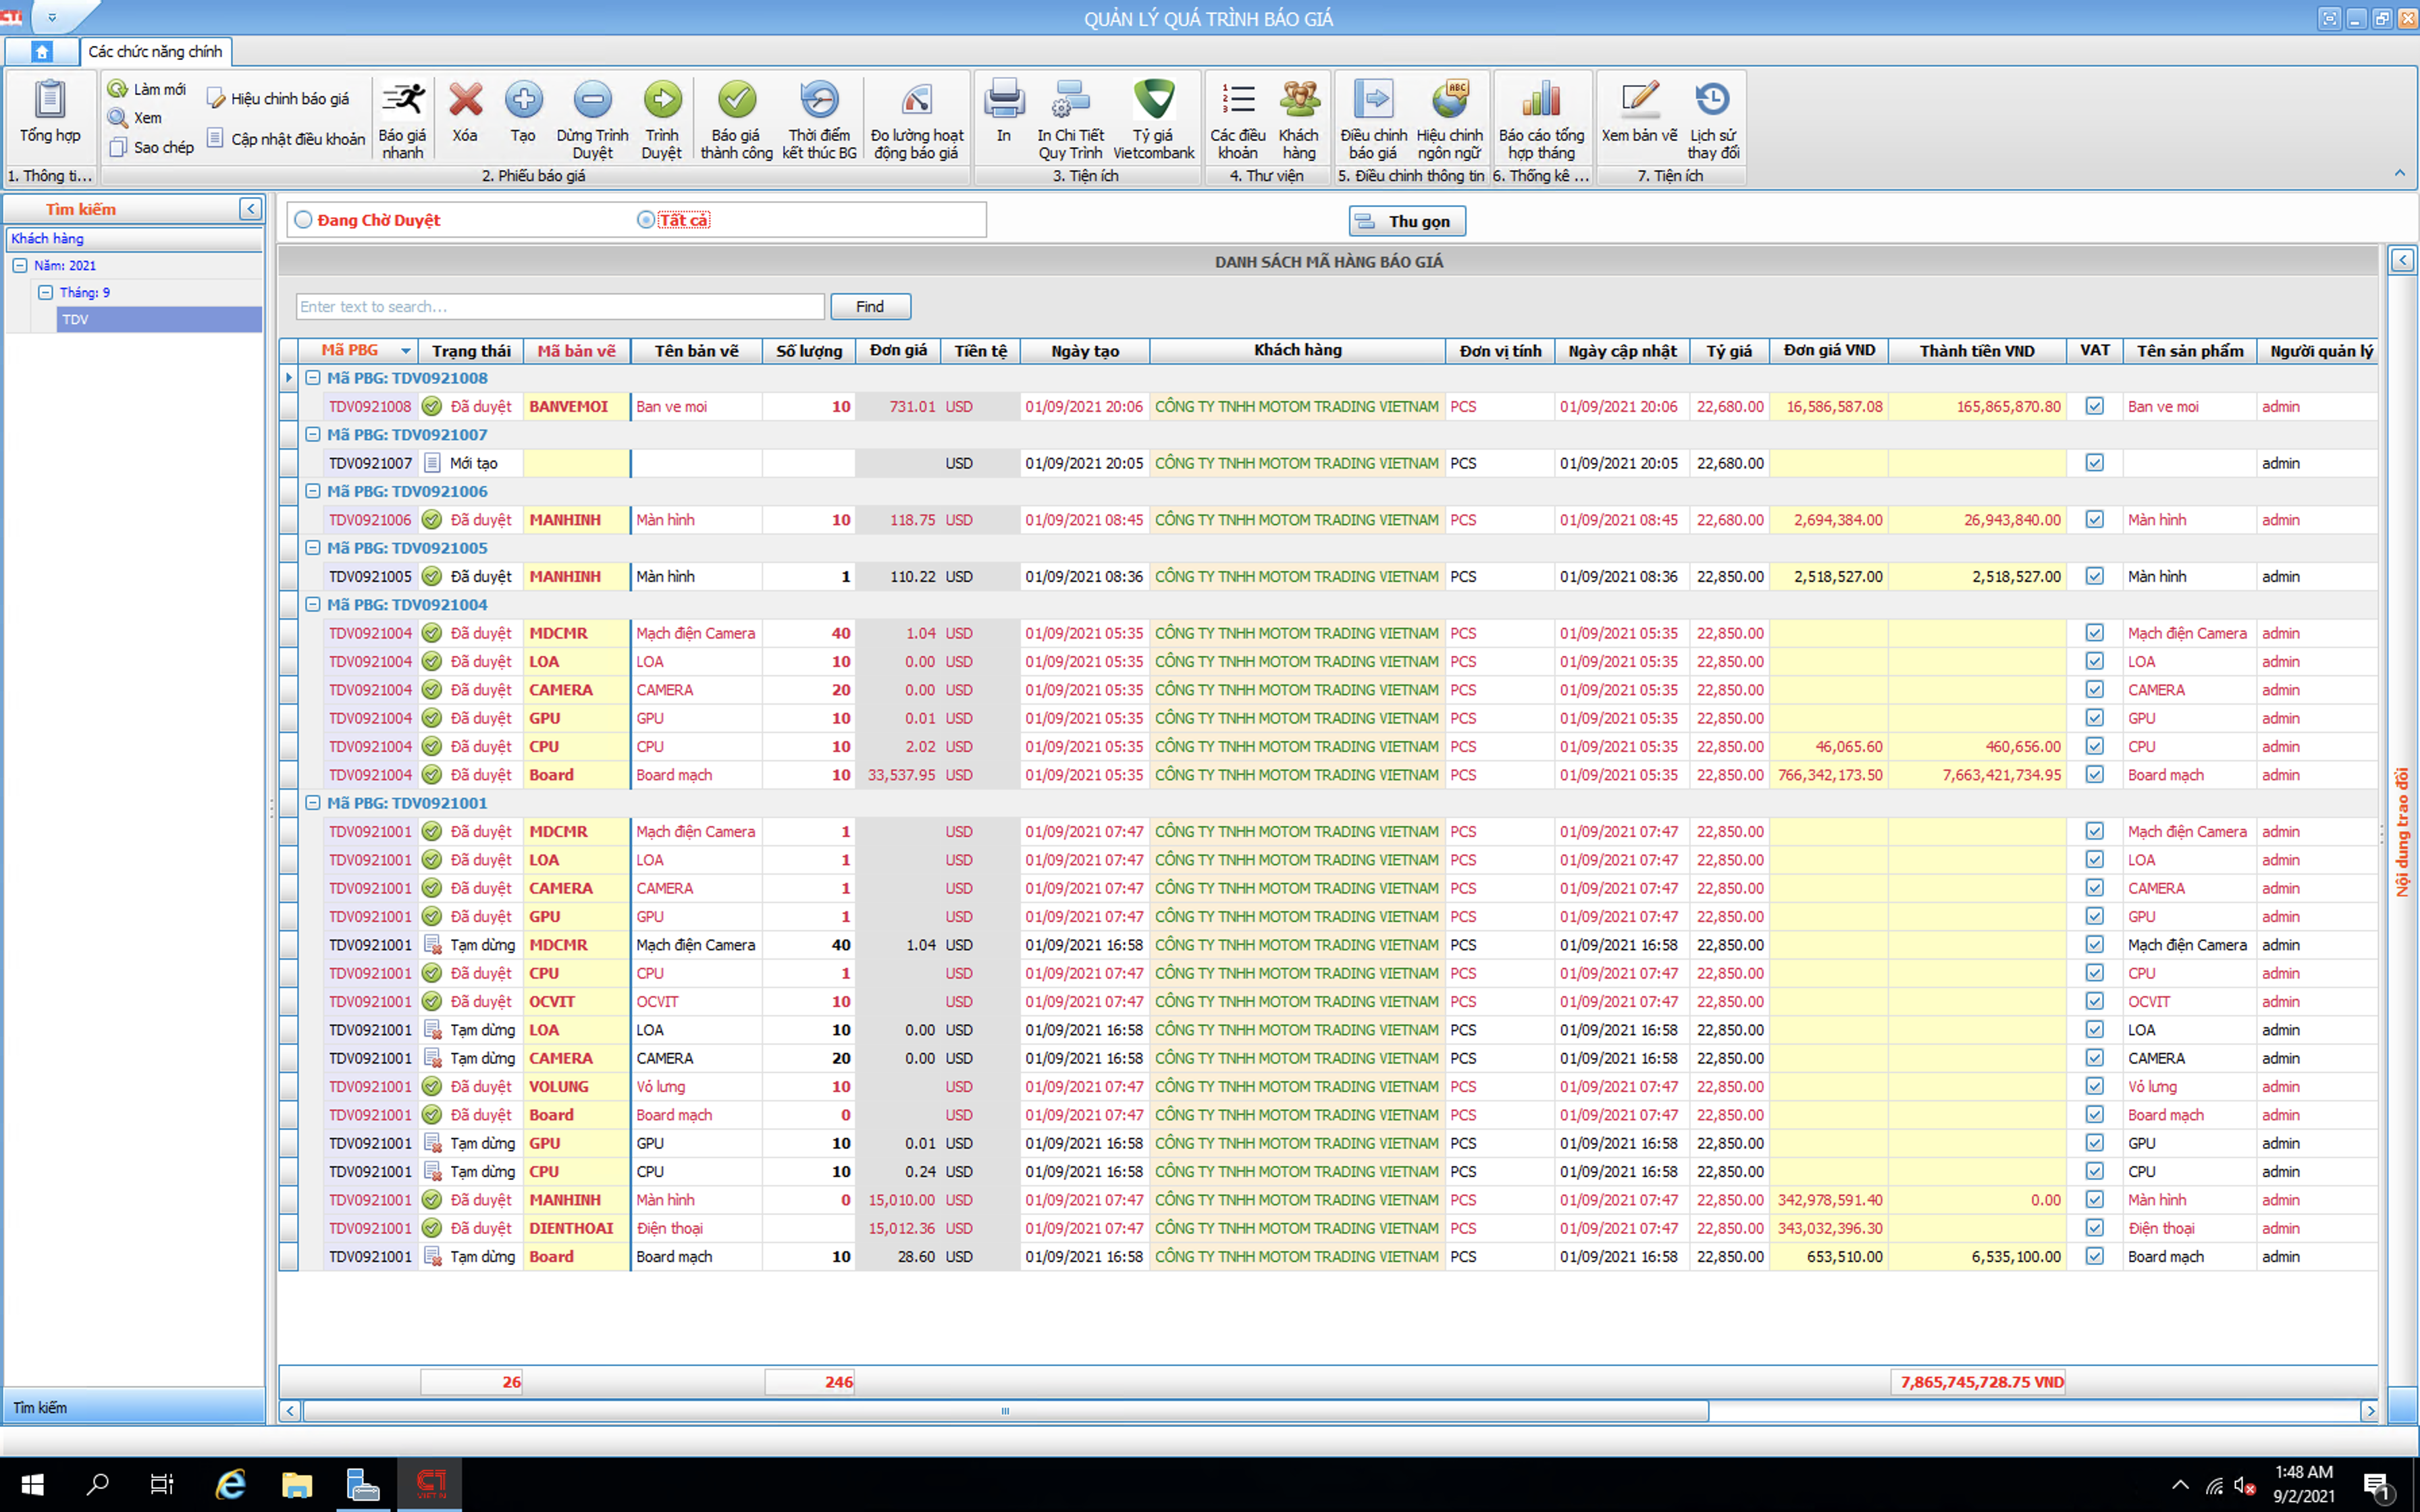 QUẢN LÝ QUÁ TRÌNH BÁO GIÁ
Các chức năng chính
Tổng hợp
Làm mới
Xem
Sao chép
Hiệu chỉnh báo giá
Cập nhật điều khoản
Báo giá nhanh
Xóa
Tạo
Dừng Trình Duyệt
Trình Duyệt
Báo giá thành công
Thời điểm kết thúc BG
Đo lường hoạt động báo giá
In
In Chi Tiết Quy Trình
Tỷ giá Vietcombank
Các điều khoản
Khách hàng
Điều chỉnh báo giá
Hiệu chỉnh ngôn ngữ
Báo cáo tổng hợp tháng
Xem bản vẽ
Lịch sử thay đổi
1. Thông ti... 2. Phiếu báo giá 3. Tiện ích 4. Thư viện 5. Điều chỉnh thông tin 6. Thống kê ... 7. Tiện ích
Tìm kiếm
Khách hàng
Năm: 2021
Tháng: 9
TDV
Tìm kiếm
Đang Chờ Duyệt Tất cả Thu gọn
DANH SÁCH MÃ HÀNG BÁO GIÁ
Enter text to search... Find
Mã PBG Trạng thái Mã bản vẽ Tên bản vẽ Số lượng Đơn giá Tiền tệ Ngày tạo Khách hàng Đơn vị tính Ngày cập nhật Tỷ giá Đơn giá VND Thành tiền VND VAT Tên sản phẩm Người quản lý
Mã PBG: TDV0921008
TDV0921008 Đã duyệt BANVEMOI Ban ve moi 10 731.01 USD 01/09/2021 20:06 CÔNG TY TNHH MOTOM TRADING VIETNAM PCS 01/09/2021 20:06 22,680.00 16,586,587.08 165,865,870.80 Ban ve moi admin
Mã PBG: TDV0921007
TDV0921007 Mới tạo USD 01/09/2021 20:05 CÔNG TY TNHH MOTOM TRADING VIETNAM PCS 01/09/2021 20:05 22,680.00 admin
Mã PBG: TDV0921006
TDV0921006 Đã duyệt MANHINH Màn hình 10 118.75 USD 01/09/2021 08:45 CÔNG TY TNHH MOTOM TRADING VIETNAM PCS 01/09/2021 08:45 22,680.00 2,694,384.00 26,943,840.00 Màn hình admin
Mã PBG: TDV0921005
TDV0921005 Đã duyệt MANHINH Màn hình 1 110.22 USD 01/09/2021 08:36 CÔNG TY TNHH MOTOM TRADING VIETNAM PCS 01/09/2021 08:36 22,850.00 2,518,527.00 2,518,527.00 Màn hình admin
Mã PBG: TDV0921004
TDV0921004 Đã duyệt MDCMR Mạch điện Camera 40 1.04 USD 01/09/2021 05:35 CÔNG TY TNHH MOTOM TRADING VIETNAM PCS 01/09/2021 05:35 22,850.00 Mạch điện Camera admin
TDV0921004 Đã duyệt LOA LOA 10 0.00 USD 01/09/2021 05:35 CÔNG TY TNHH MOTOM TRADING VIETNAM PCS 01/09/2021 05:35 22,850.00 LOA admin
TDV0921004 Đã duyệt CAMERA CAMERA 20 0.00 USD 01/09/2021 05:35 CÔNG TY TNHH MOTOM TRADING VIETNAM PCS 01/09/2021 05:35 22,850.00 CAMERA admin
TDV0921004 Đã duyệt GPU GPU 10 0.01 USD 01/09/2021 05:35 CÔNG TY TNHH MOTOM TRADING VIETNAM PCS 01/09/2021 05:35 22,850.00 GPU admin
TDV0921004 Đã duyệt CPU CPU 10 2.02 USD 01/09/2021 05:35 CÔNG TY TNHH MOTOM TRADING VIETNAM PCS 01/09/2021 05:35 22,850.00 46,065.60 460,656.00 CPU admin
TDV0921004 Đã duyệt Board Board mạch 10 33,537.95 USD 01/09/2021 05:35 CÔNG TY TNHH MOTOM TRADING VIETNAM PCS 01/09/2021 05:35 22,850.00 766,342,173.50 7,663,421,734.95 Board mạch admin
Mã PBG: TDV0921001
TDV0921001 Đã duyệt MDCMR Mạch điện Camera 1 USD 01/09/2021 07:47 CÔNG TY TNHH MOTOM TRADING VIETNAM PCS 01/09/2021 07:47 22,850.00 Mạch điện Camera admin
TDV0921001 Đã duyệt LOA LOA 1 USD 01/09/2021 07:47 CÔNG TY TNHH MOTOM TRADING VIETNAM PCS 01/09/2021 07:47 22,850.00 LOA admin
TDV0921001 Đã duyệt CAMERA CAMERA 1 USD 01/09/2021 07:47 CÔNG TY TNHH MOTOM TRADING VIETNAM PCS 01/09/2021 07:47 22,850.00 CAMERA admin
TDV0921001 Đã duyệt GPU GPU 1 USD 01/09/2021 07:47 CÔNG TY TNHH MOTOM TRADING VIETNAM PCS 01/09/2021 07:47 22,850.00 GPU admin
TDV0921001 Tạm dừng MDCMR Mạch điện Camera 40 1.04 USD 01/09/2021 16:58 CÔNG TY TNHH MOTOM TRADING VIETNAM PCS 01/09/2021 16:58 22,850.00 Mạch điện Camera admin
TDV0921001 Đã duyệt CPU CPU 1 USD 01/09/2021 07:47 CÔNG TY TNHH MOTOM TRADING VIETNAM PCS 01/09/2021 07:47 22,850.00 CPU admin
TDV0921001 Đã duyệt OCVIT OCVIT 10 USD 01/09/2021 07:47 CÔNG TY TNHH MOTOM TRADING VIETNAM PCS 01/09/2021 07:47 22,850.00 OCVIT admin
TDV0921001 Tạm dừng LOA LOA 10 0.00 USD 01/09/2021 16:58 CÔNG TY TNHH MOTOM TRADING VIETNAM PCS 01/09/2021 16:58 22,850.00 LOA admin
TDV0921001 Tạm dừng CAMERA CAMERA 20 0.00 USD 01/09/2021 16:58 CÔNG TY TNHH MOTOM TRADING VIETNAM PCS 01/09/2021 16:58 22,850.00 CAMERA admin
TDV0921001 Đã duyệt VOLUNG Vỏ lưng 10 USD 01/09/2021 07:47 CÔNG TY TNHH MOTOM TRADING VIETNAM PCS 01/09/2021 07:47 22,850.00 Vỏ lưng admin
TDV0921001 Đã duyệt Board Board mạch 0 USD 01/09/2021 07:47 CÔNG TY TNHH MOTOM TRADING VIETNAM PCS 01/09/2021 07:47 22,850.00 Board mạch admin
TDV0921001 Tạm dừng GPU GPU 10 0.01 USD 01/09/2021 16:58 CÔNG TY TNHH MOTOM TRADING VIETNAM PCS 01/09/2021 16:58 22,850.00 GPU admin
TDV0921001 Tạm dừng CPU CPU 10 0.24 USD 01/09/2021 16:58 CÔNG TY TNHH MOTOM TRADING VIETNAM PCS 01/09/2021 16:58 22,850.00 CPU admin
TDV0921001 Đã duyệt MANHINH Màn hình 0 15,010.00 USD 01/09/2021 07:47 CÔNG TY TNHH MOTOM TRADING VIETNAM PCS 01/09/2021 07:47 22,850.00 342,978,591.40 0.00 Màn hình admin
TDV0921001 Đã duyệt DIENTHOAI Điện thoại 15,012.36 USD 01/09/2021 07:47 CÔNG TY TNHH MOTOM TRADING VIETNAM PCS 01/09/2021 07:47 22,850.00 343,032,396.30 Điện thoại admin
TDV0921001 Tạm dừng Board Board mạch 10 28.60 USD 01/09/2021 16:58 CÔNG TY TNHH MOTOM TRADING VIETNAM PCS 01/09/2021 16:58 22,850.00 653,510.00 6,535,100.00 Board mạch admin
26 246 7,865,745,728.75 VND
Nội dung trao đổi
1:48 AM
9/2/2021
1